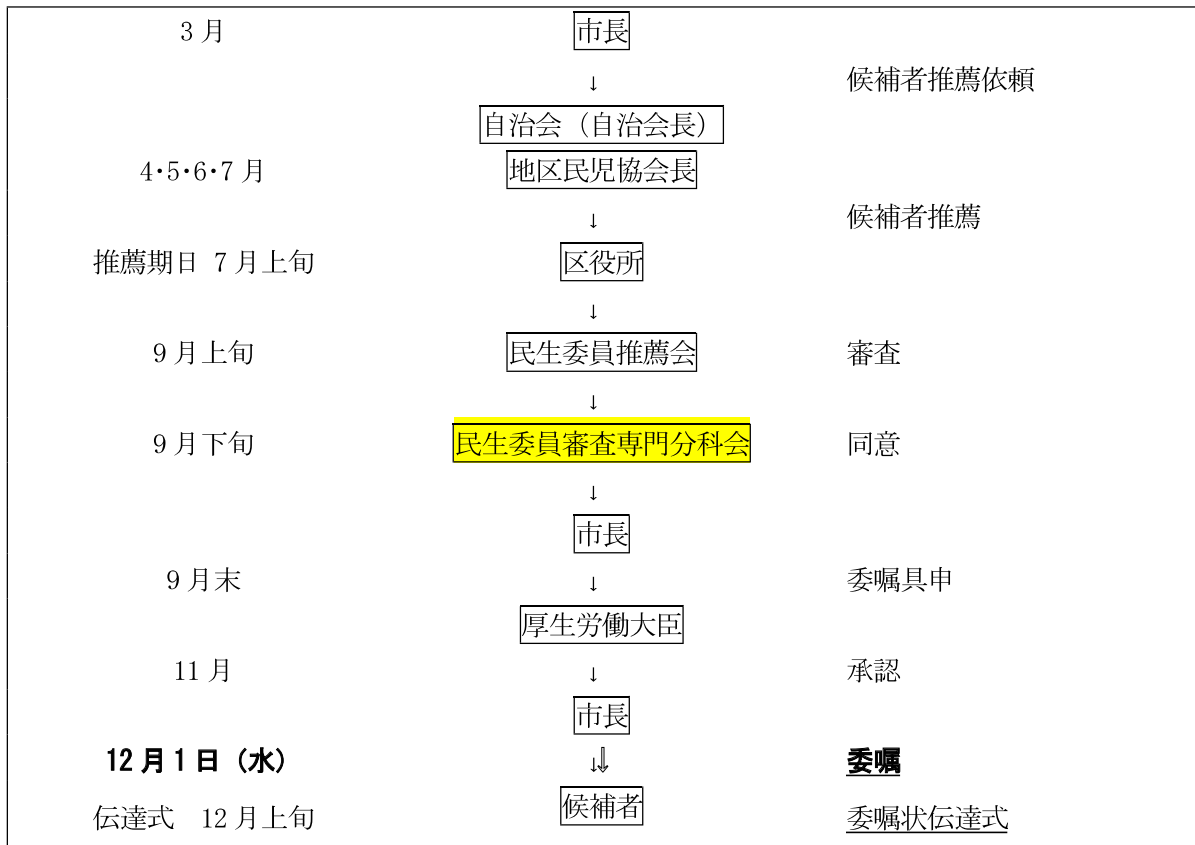 3 月 市長
↓ 候補者推薦依頼
自治会（自治会長）
4･5･6･7 月 地区民児協会長
↓ 候補者推薦
推薦期日 7 月上旬 区役所
↓
9 月上旬 民生委員推薦会 審査
↓
9 月下旬 民生委員審査専門分科会 同意
↓
市長
9 月末 ↓ 委嘱具申
厚生労働大臣
11 月 ↓ 承認
市長
12 月 1 日（水） ↓⇓ 委嘱
候補者
伝達式　12 月上旬 委嘱状伝達式